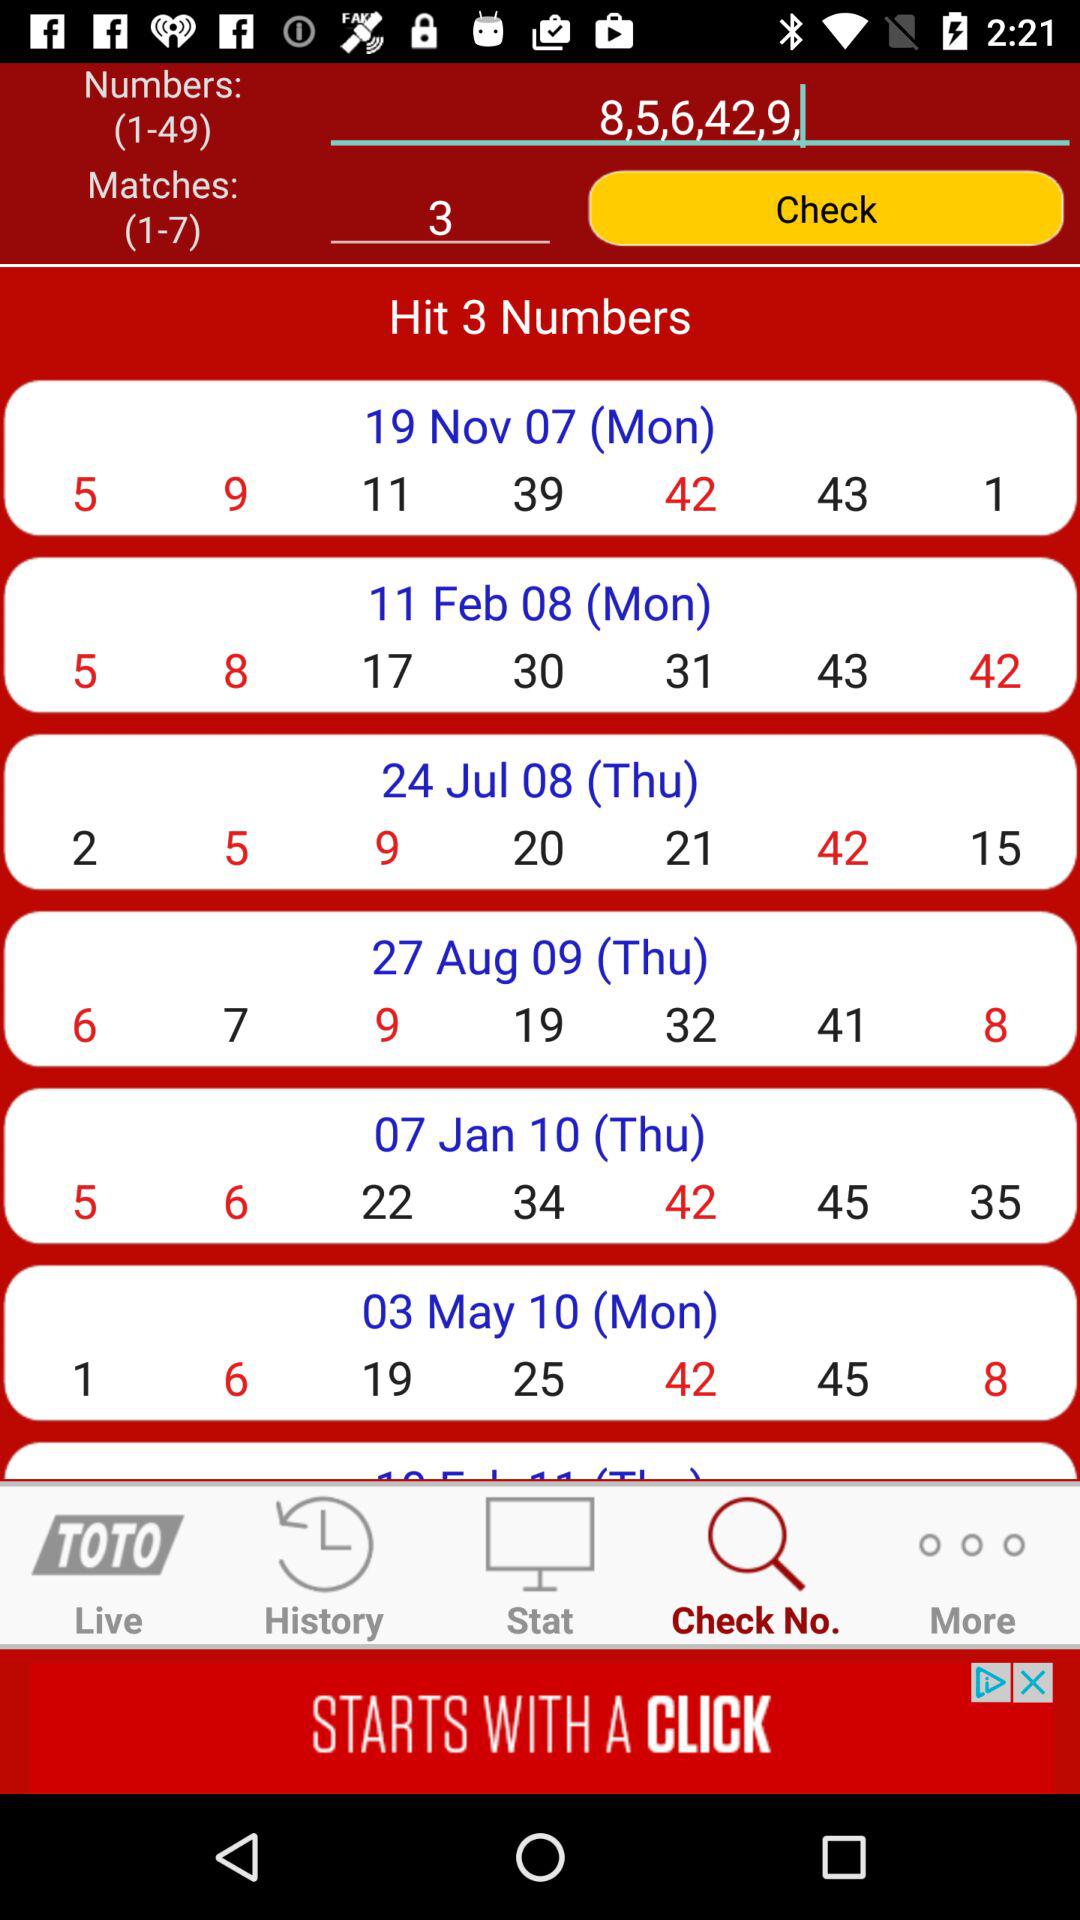 FAKE
2:21
Numbers:
(1-49)
8,5,6,42,9,
Matches:
(1-7)
3
Check
Hit 3 Numbers
19 Nov 07 (Mon)
5 9 11 39 42 43 1
11 Feb 08 (Mon)
5 8 17 30 31 43 42
24 Jul 08 (Thu)
2 5 9 20 21 42 15
27 Aug 09 (Thu)
6 7 9 19 32 41 8
07 Jan 10 (Thu)
5 6 22 34 42 45 35
03 May 10 (Mon)
1 6 19 25 42 45 8
Feb 11 (Thu)
TOTO
Live History Stat Check No. More
STARTS WITH A CLICK